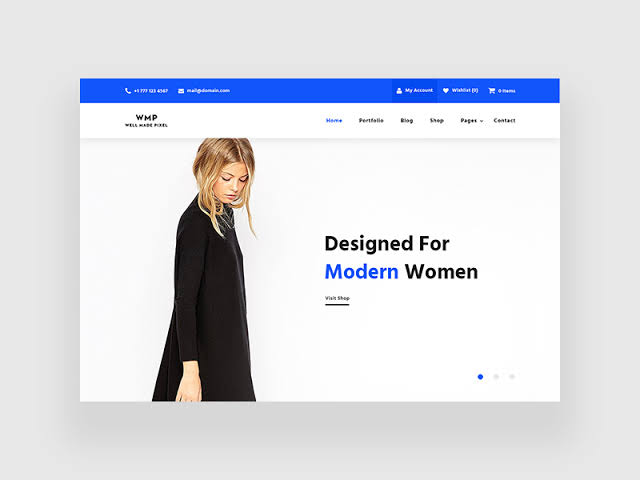 +1 777 123 4567 mail@domain.com My Account Wishlist (0) 0 Items
WMP
WELL MADE PIXEL
Home Portfolio Blog Shop Pages Contact
Designed For
Modern Women
Visit Shop